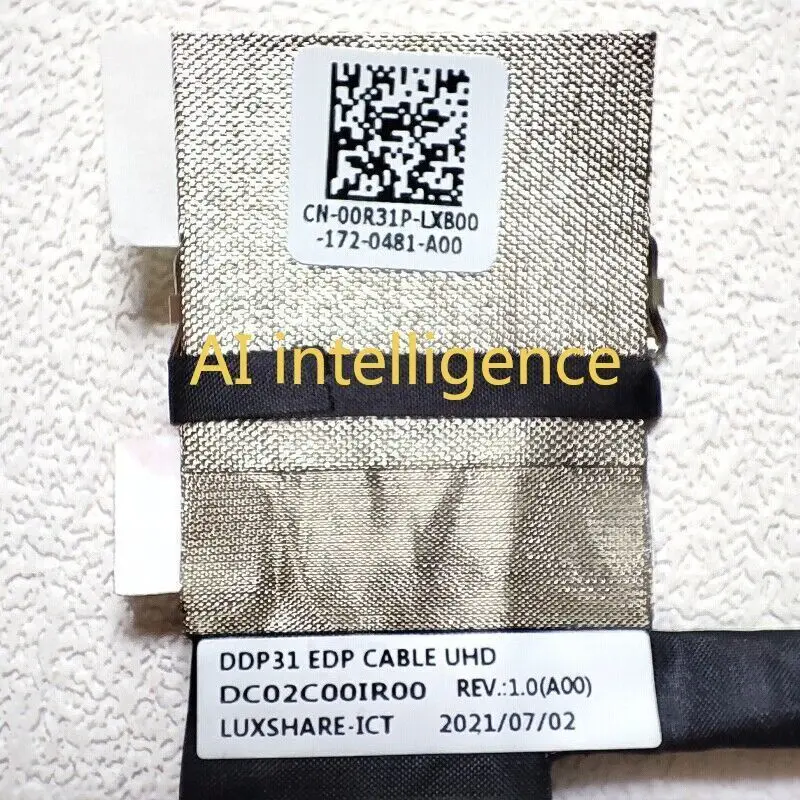 CN-00R31P-LXB00
-172-0481-A00
AI intelligence
DDP31 EDP CABLE UHD
DC02C00IR00 REV.:1.0(A00)
LUXSHARE-ICT 2021/07/02